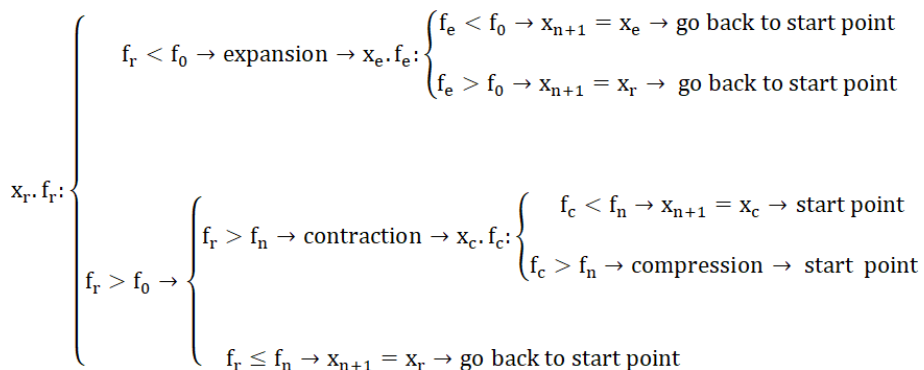 f_e < f_0 → x_{n+1} = x_e → go back to start point
f_r < f_0 → expansion → x_e. f_e:
f_e > f_0 → x_{n+1} = x_r → go back to start point
x_r. f_r:
f_c < f_n → x_{n+1} = x_c → start point
f_r > f_n → contraction → x_c. f_c:
f_c > f_n → compression → start point
f_r > f_0 →
f_r ≤ f_n → x_{n+1} = x_r → go back to start point